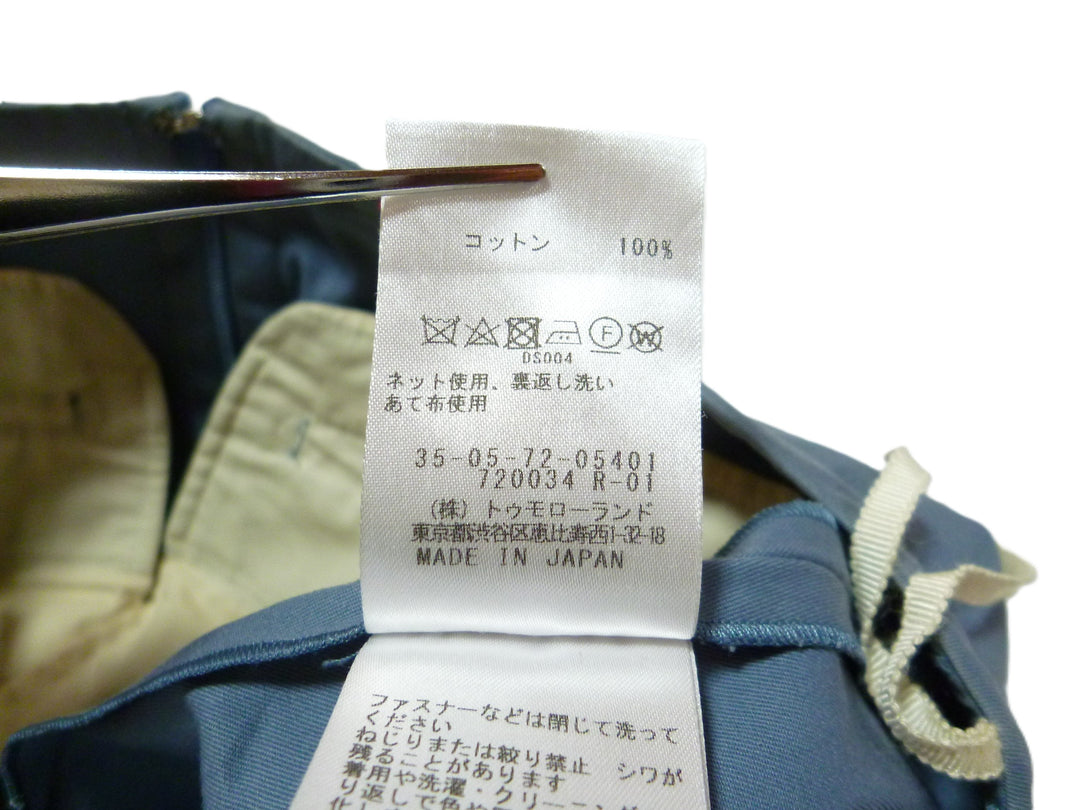 コットン 100%
F W
DS004
ネット使用、裏返し洗い
あて布使用
35-05-72-05401
720034 R-01
(株) トゥモローランド
東京都渋谷区恵比寿西1-32-18
MADE IN JAPAN
ファスナーなどは閉じて洗って
ください
ねじりまたは絞り禁止 シワが
残ることがあります
着用や洗濯・クリーニング
り返しで色や